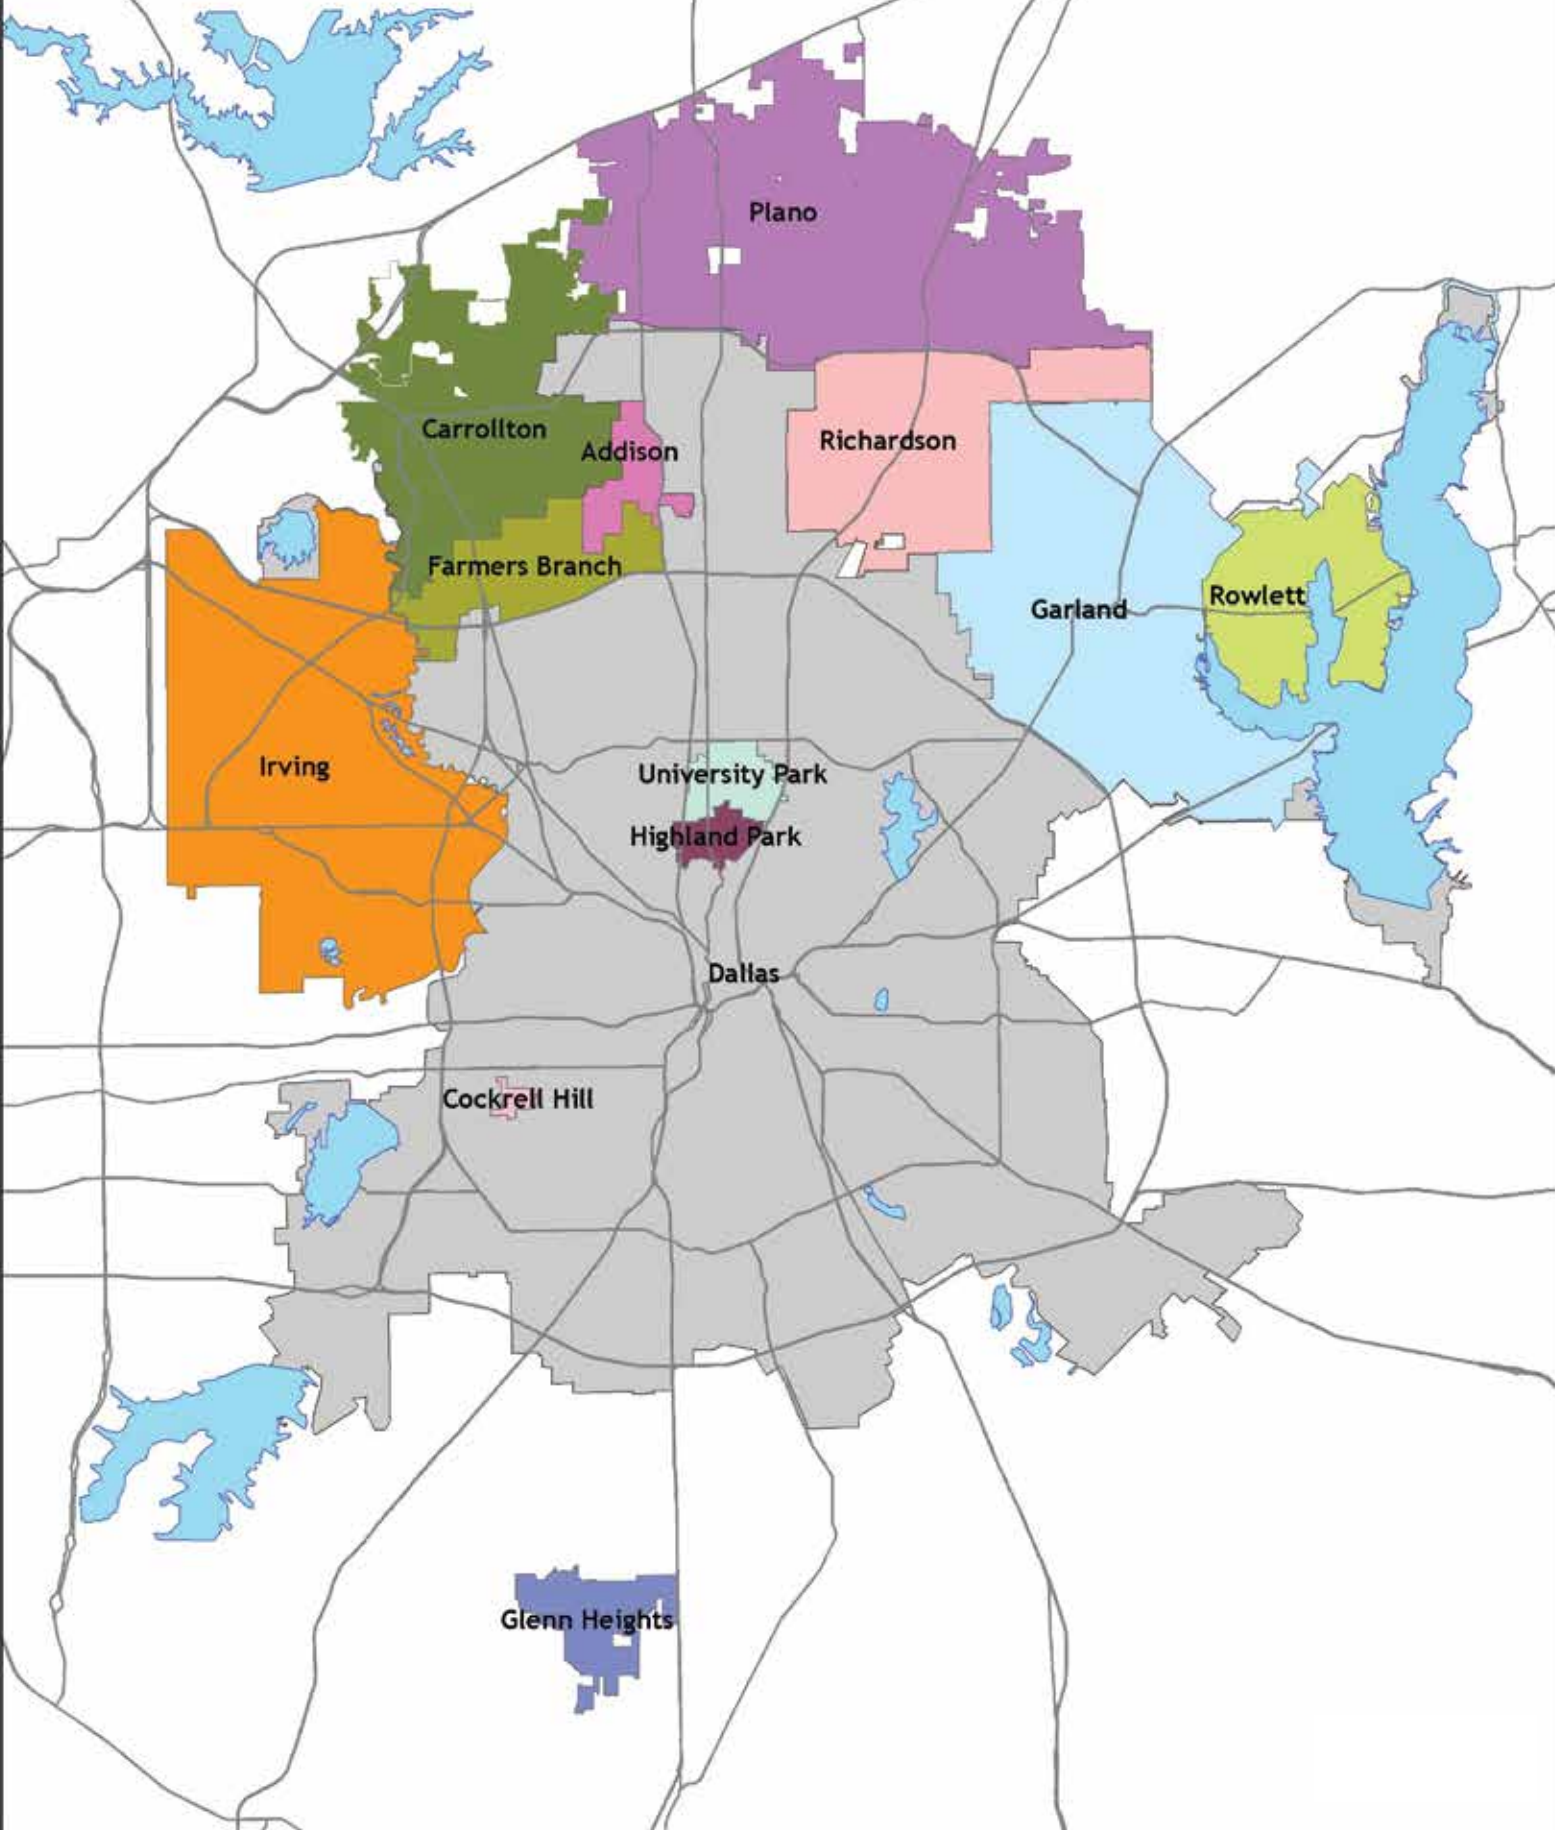 Plano
Carrollton
Addison
Richardson
Farmers Branch
Garland
Rowlett
Irving
University Park
Highland Park
Dallas
Cockrell Hill
Glenn Heights